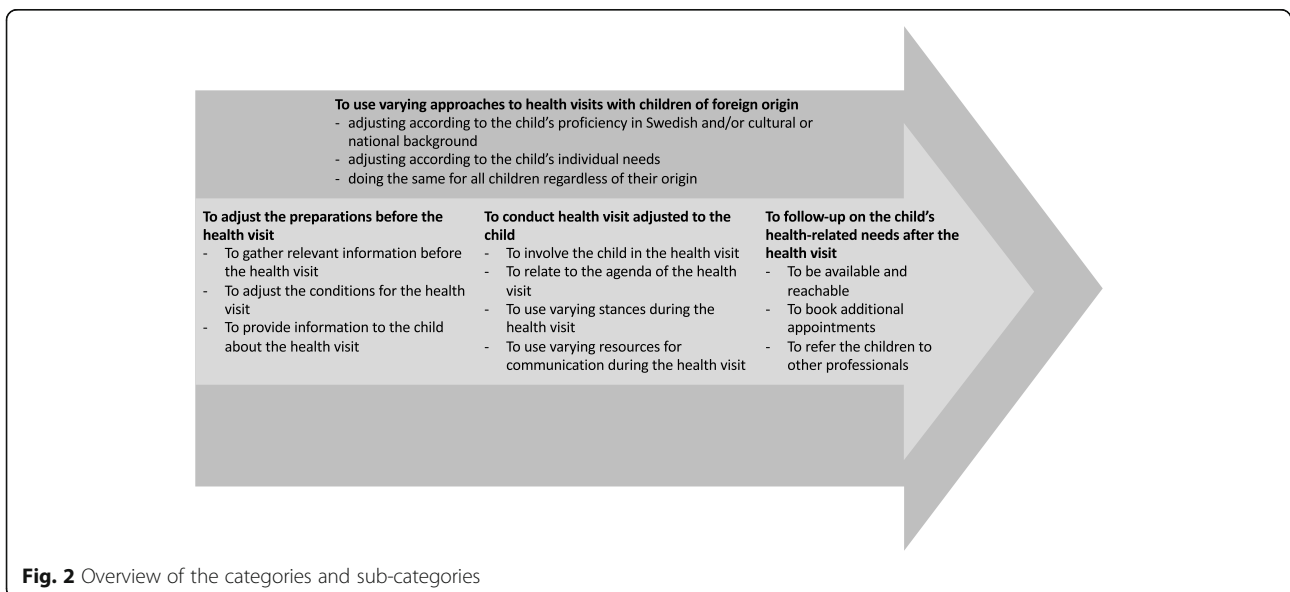 To use varying approaches to health visits with children of foreign origin
- adjusting according to the child's proficiency in Swedish and/or cultural or
national background
- adjusting according to the child's individual needs
- doing the same for all children regardless of their origin
To adjust the preparations before the
health visit
- To gather relevant information before
the health visit
- To adjust the conditions for the health
visit
- To provide information to the child
about the health visit
To conduct health visit adjusted to the
child
- To involve the child in the health visit
- To relate to the agenda of the health
visit
- To use varying stances during the
health visit
- To use varying resources for
communication during the health visit
To follow-up on the child's
health-related needs after the
health visit
- To be available and
reachable
- To book additional
appointments
- To refer the children to
other professionals
Fig. 2 Overview of the categories and sub-categories